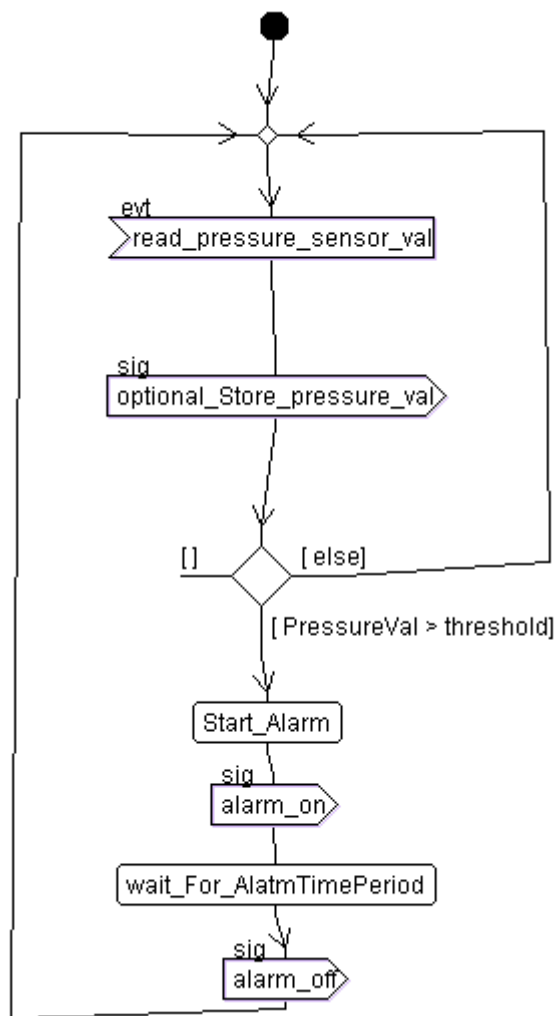 evt
read_pressure_sensor_val
sig
optional_Store_pressure_val
[ ]
[ else]
[ PressureVal > threshold]
Start_Alarm
sig
alarm_on
wait_For_AlatmTimePeriod
sig
alarm_off